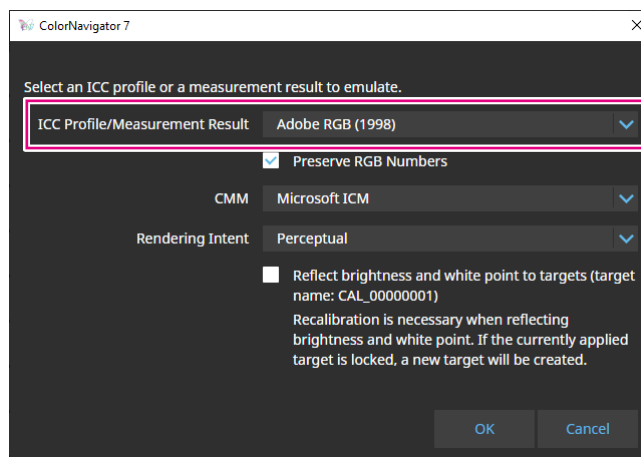 ColorNavigator 7
Select an ICC profile or a measurement result to emulate.
ICC Profile/Measurement Result Adobe RGB (1998)
Preserve RGB Numbers
CMM Microsoft ICM
Rendering Intent Perceptual
Reflect brightness and white point to targets (target
name: CAL_00000001)
Recalibration is necessary when reflecting
brightness and white point. If the currently applied
target is locked, a new target will be created.
OK Cancel